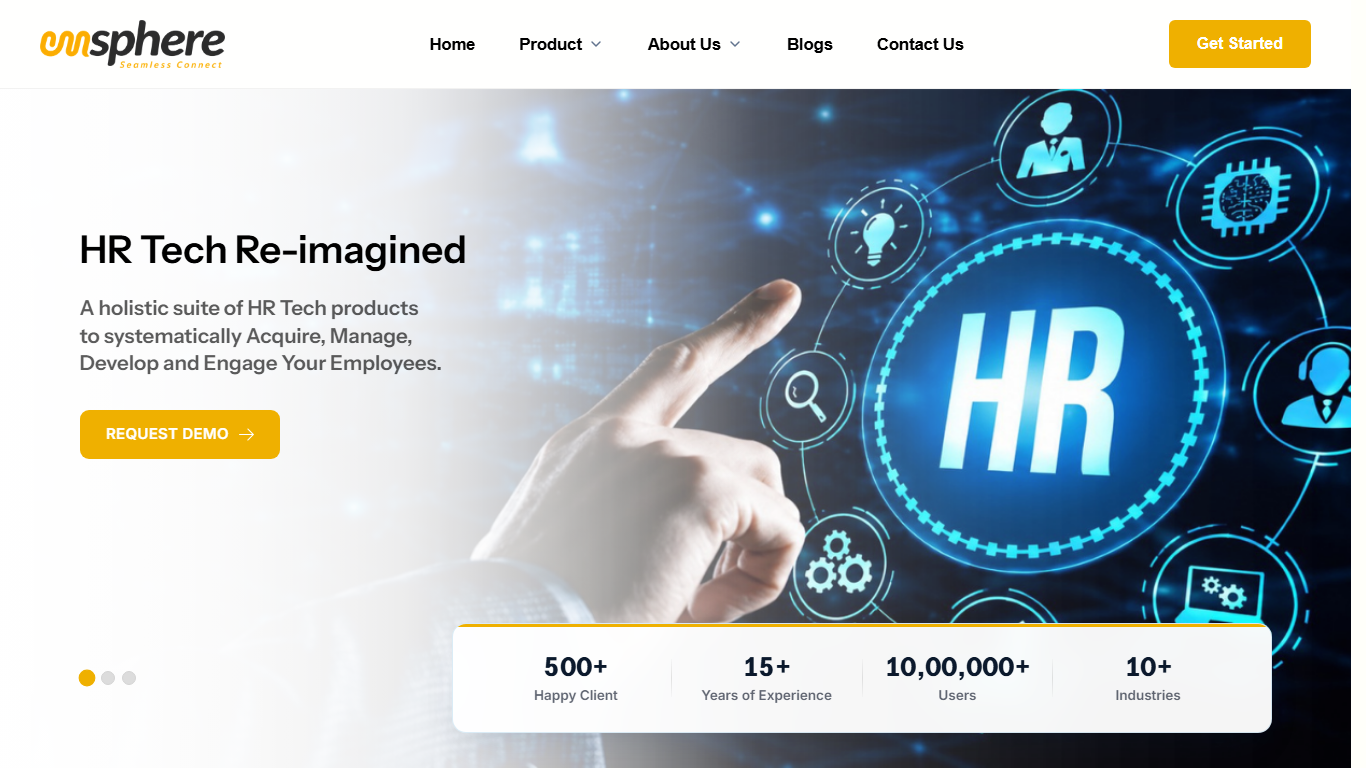 omsphere
Seamless Connect
Home
Product
About Us
Blogs
Contact Us
Get Started
HR Tech Re-imagined
A holistic suite of HR Tech products
to systematically Acquire, Manage,
Develop and Engage Your Employees.
REQUEST DEMO
HR
500+
Happy Client
15+
Years of Experience
10,00,000+
Users
10+
Industries